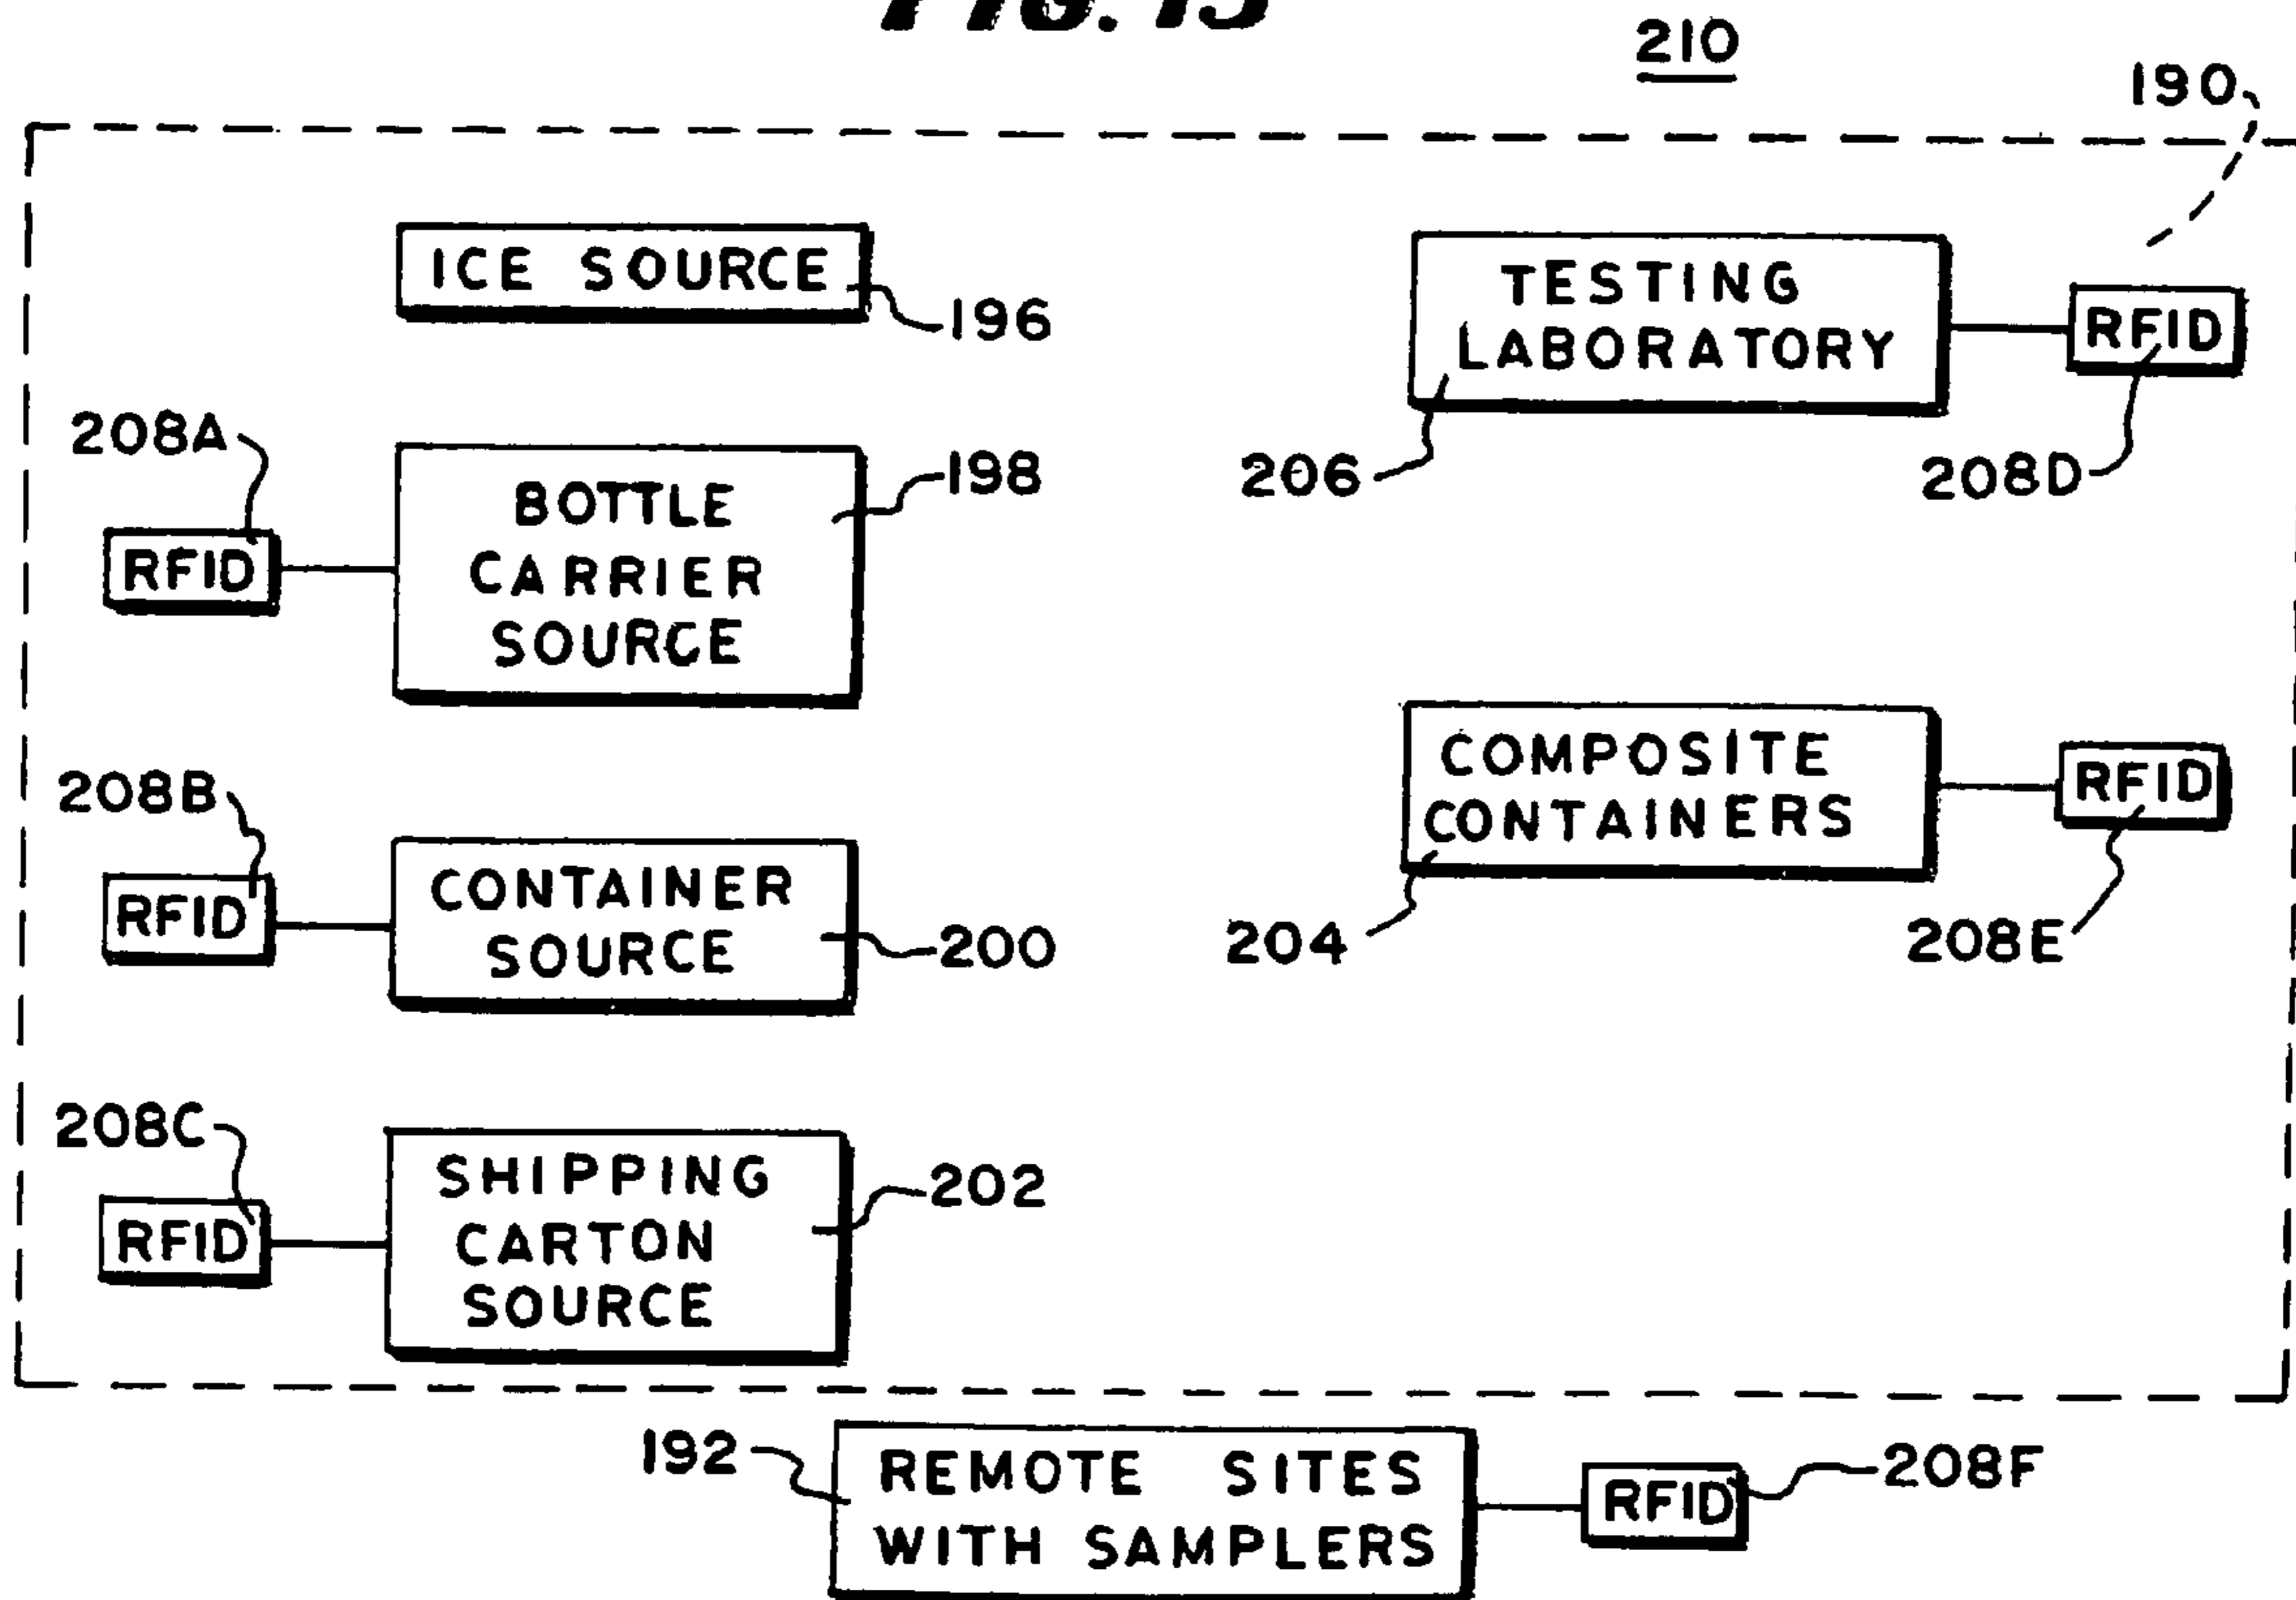 FIG. 15
210
190
ICE SOURCE
196
TESTING
LABORATORY
RFID
206
208D
208A
RFID
BOTTLE
CARRIER
SOURCE
198
208B
RFID
CONTAINER
SOURCE
200
COMPOSITE
CONTAINERS
RFID
204
208E
208C
RFID
SHIPPING
CARTON
SOURCE
202
192
REMOTE SITES
WITH SAMPLERS
RFID
208F